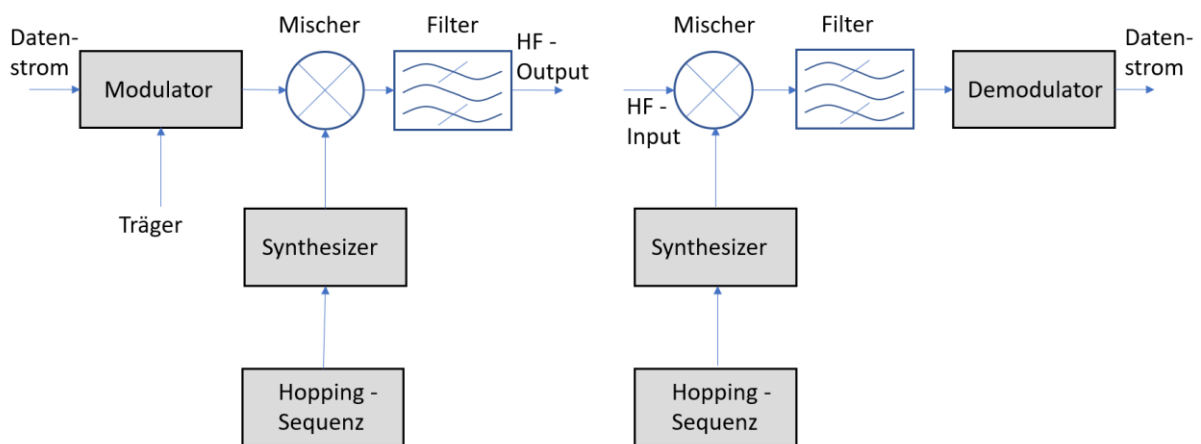 Mischer
Filter
Daten-
strom
Modulator
HF -
Output
Träger
Synthesizer
Hopping -
Sequenz
Mischer
Filter
HF -
Input
Demodulator
Daten-
strom
Synthesizer
Hopping -
Sequenz